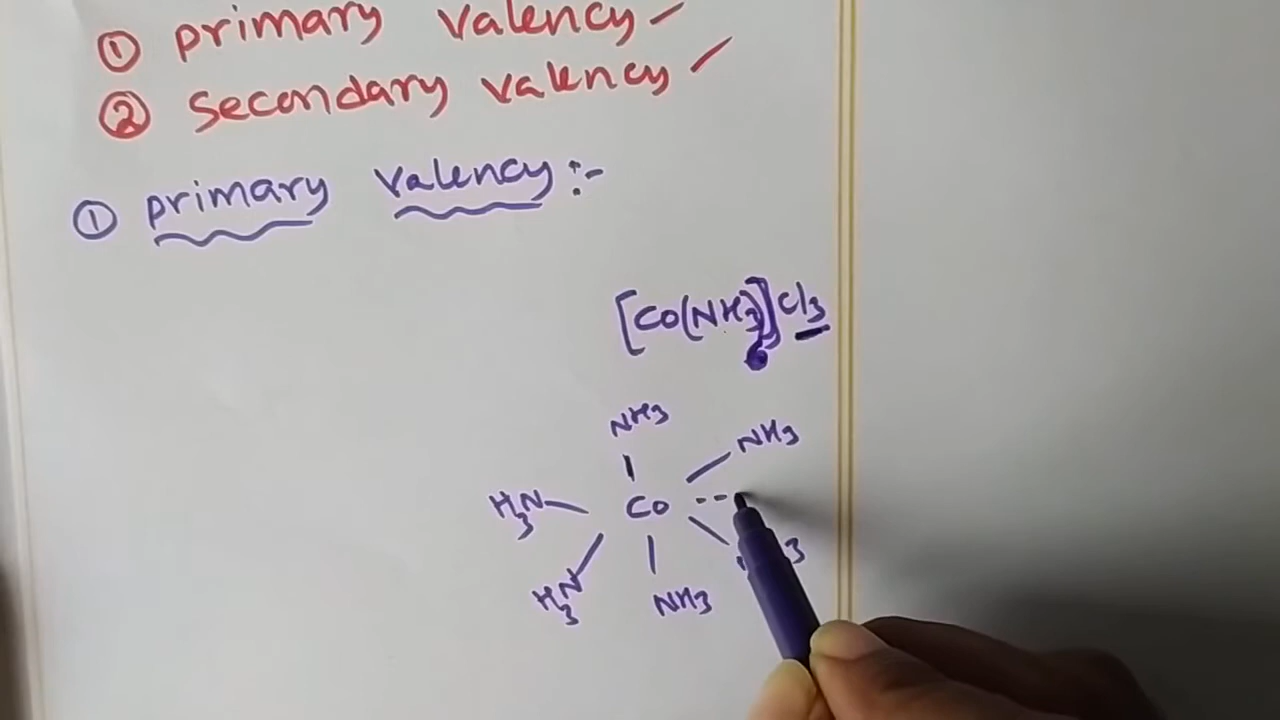 ① primary valency
② Secondary valency
① primary valency :-
[Co(NH3)6]Cl3
NH3
NH3
H3N Co
H3N
NH3